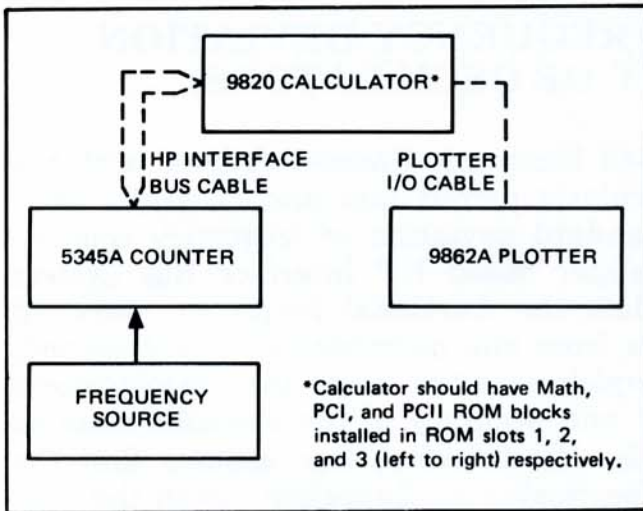 9820 CALCULATOR*
HP INTERFACE
BUS CABLE
PLOTTER
I/O CABLE
5345A COUNTER
9862A PLOTTER
FREQUENCY
SOURCE
*Calculator should have Math,
PCI, and PCII ROM blocks
installed in ROM slots 1, 2,
and 3 (left to right) respectively.